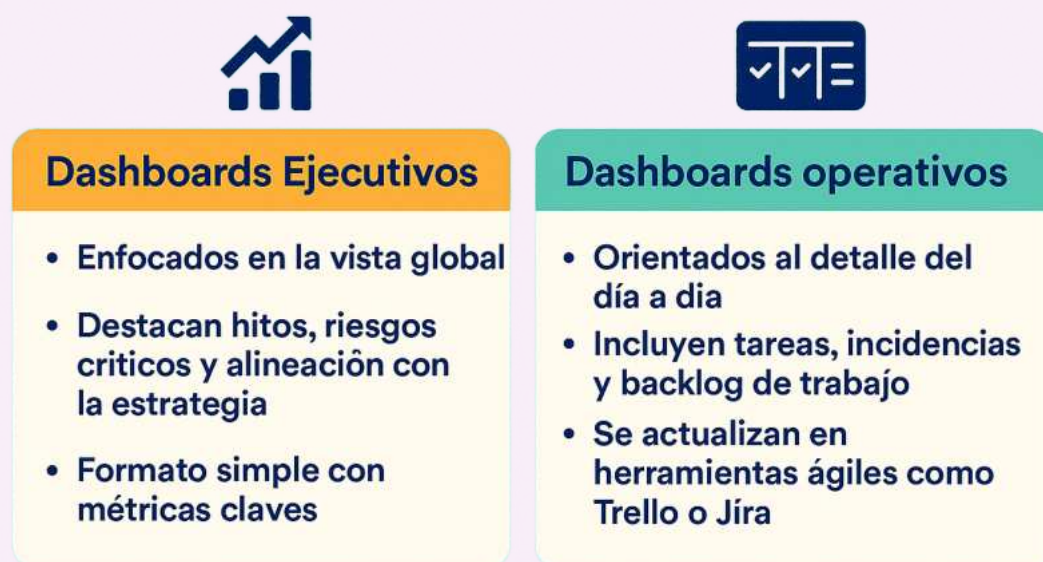 Dashboards Ejecutivos
• Enfocados en la vista global
• Destacan hitos, riesgos
criticos y alineación con
la estrategia
• Formato simple con
métricas claves
Dashboards operativos
• Orientados al detalle del
día a dia
• Incluyen tareas, incidencias
y backlog de trabajo
• Se actualizan en
herramientas ágiles como
Trello o Jíra